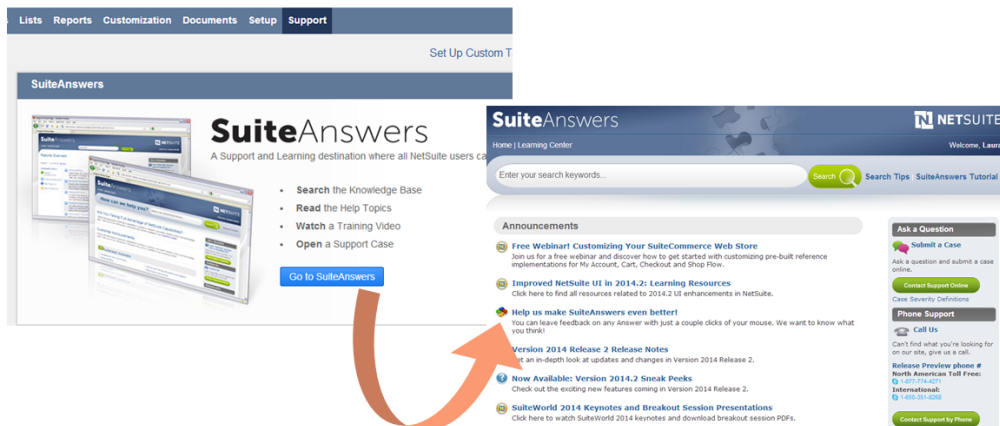 Lists Reports Customization Documents Setup Support
Set Up Custom T
SuiteAnswers
SuiteAnswers
A Support and Learning destination where all NetSuite users ca
Search the Knowledge Base
Read the Help Topics
Watch a Training Video
Open a Support Case
Go to SuiteAnswers
How can we help you?
SuiteAnswers
N NETSUITE
Home | Learning Center
Welcome, Laura
Enter your search keywords...
Search
Search Tips | SuiteAnswers Tutorial
Announcements
Free Webinar! Customizing Your SuiteCommerce Web Store
Join us for a free webinar and discover how to get started with customizing pre-built reference
implementations for My Account, Cart, Checkout and Shop Flow.
Improved NetSuite UI in 2014.2: Learning Resources
Click here to find all resources related to 2014.2 UI enhancements in NetSuite.
Help us make SuiteAnswers even better!
You can leave feedback on any Answer with just a couple clicks of your mouse. We want to know what
you think!
Version 2014 Release 2 Release Notes
et an in-depth look at updates and changes in Version 2014 Release 2.
Now Available: Version 2014.2 Sneak Peeks
Check out the exciting new features coming in Version 2014 Release 2.
SuiteWorld 2014 Keynotes and Breakout Session Presentations
Click here to watch SuiteWorld 2014 keynotes and download breakout session PDFs.
Ask a Question
Submit a Case
Ask a question and submit a case
online.
Contact Support Online
Case Severity Definitions
Phone Support
Call Us
Can't find what you're looking for
on our site, give us a call.
Release Preview phone #
North American Toll Free:
1-877-774-4271
International:
1-650-351-8268
Contact Support by Phone